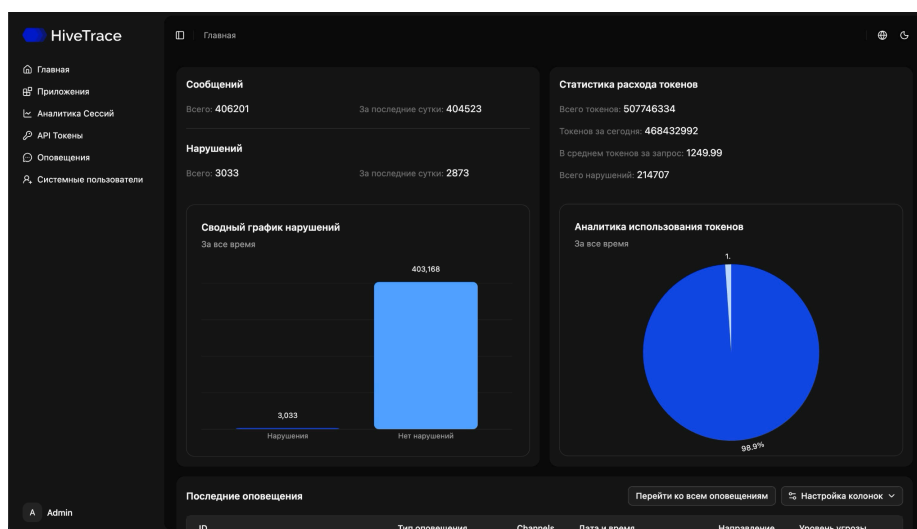 HiveTrace
Главная
Главная
Приложения
Аналитика Сессий
API Токены
Оповещения
Системные пользователи
Сообщений
Всего: 406201
За последние сутки: 404523
Нарушений
Всего: 3033
За последние сутки: 2873
Сводный график нарушений
За все время
403,168
3,033
Нарушения
Нет нарушений
Статистика расхода токенов
Всего токенов: 507746334
Токенов за сегодня: 468432992
В среднем токенов за запрос: 1249.99
Всего нарушений: 214707
Аналитика использования токенов
За все время
1.
98.9%
Последние оповещения
Перейти ко всем оповещениям
Настройка колонок
ID
Тип оповещения
Channels
Дата и время
Направление
Уровень угрозы
A Admin